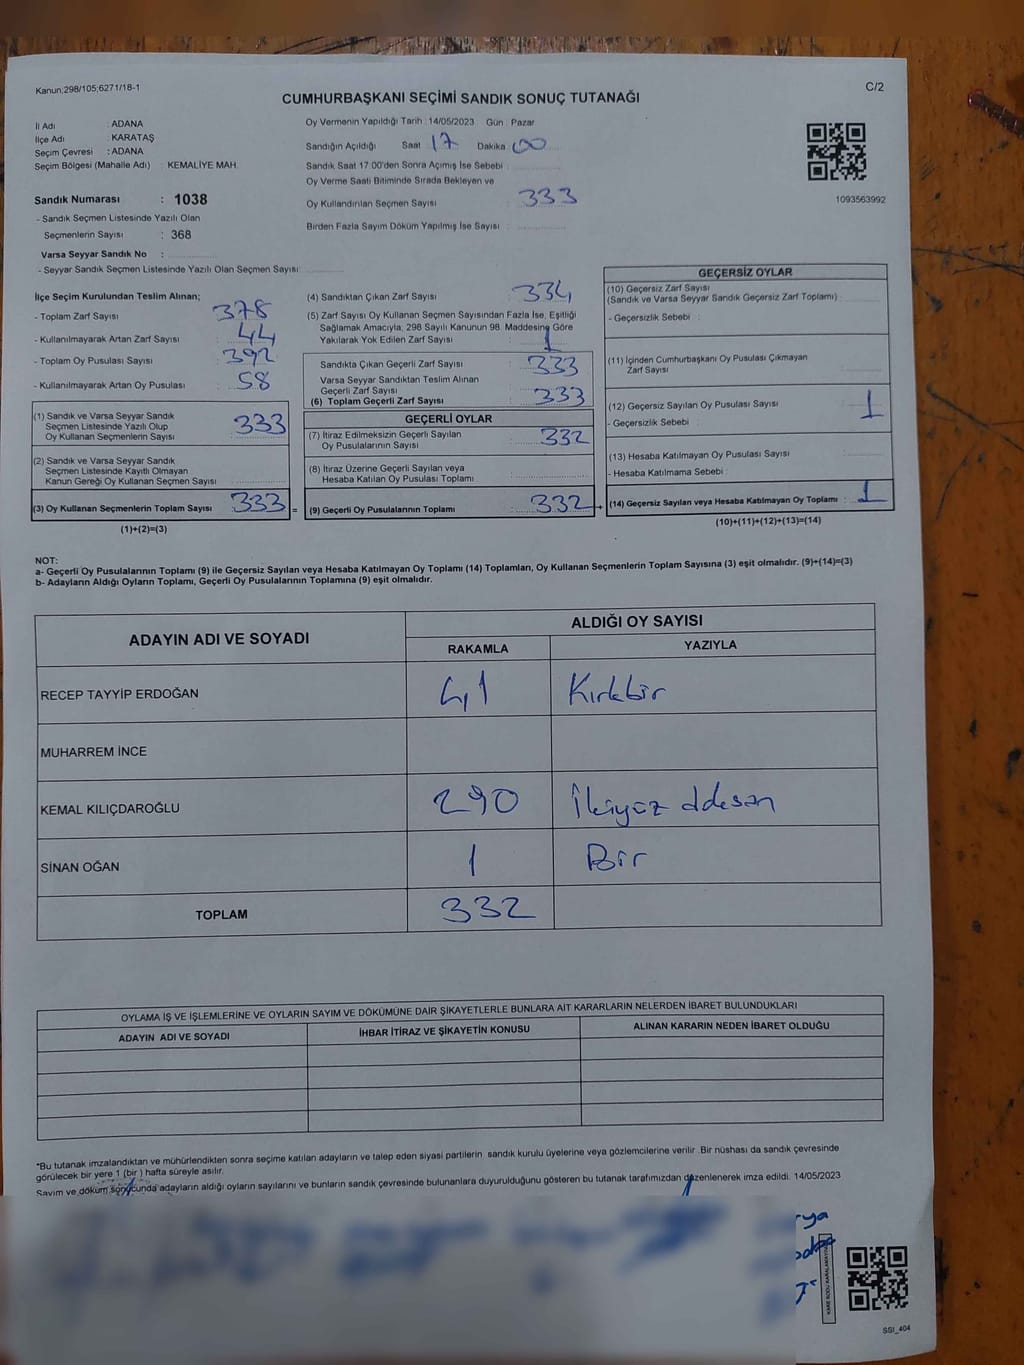 Kanun;298/105;6271/18-1
C/2
CUMHURBAŞKANI SEÇİMİ SANDIK SONUÇ TUTANAĞI
İl Adı : ADANA
İlçe Adı : KARATAŞ
Seçim Çevresi : ADANA
Seçim Bölgesi (Mahalle Adı) : KEMALİYE MAH.
Sandık Numarası : 1038
- Sandık Seçmen Listesinde Yazılı Olan
Seçmenlerin Sayısı : 368
Varsa Seyyar Sandık No :
- Seyyar Sandık Seçmen Listesinde Yazılı Olan Seçmen Sayısı:
Oy Vermenin Yapıldığı Tarih :14/05/2023 Gün : Pazar
Sandığın Açıldığı Saat 17 Dakika 00
Sandık Saat 17.00'den Sonra Açımış İse Sebebi :
Oy Verme Saati Bitiminde Sırada Bekleyen ve
Oy Kullandırılan Seçmen Sayısı : 333
Birden Fazla Sayım Döküm Yapılmış İse Sayısı :
1093563992
İlçe Seçim Kurulundan Teslim Alınan;
- Toplam Zarf Sayısı : 378
- Kullanılmayarak Artan Zarf Sayısı : 44
- Toplam Oy Pusulası Sayısı : 392
- Kullanılmayarak Artan Oy Pusulası : 58
(1) Sandık ve Varsa Seyyar Sandık
Seçmen Listesinde Yazılı Olup
Oy Kullanan Seçmenlerin Sayısı : 333
(2) Sandık ve Varsa Seyyar Sandık
Seçmen Listesinde Kayıtlı Olmayan
Kanun Gereği Oy Kullanan Seçmen Sayısı :
(3) Oy Kullanan Seçmenlerin Toplam Sayısı : 333 =
(1)+(2)=(3)
(4) Sandıktan Çıkan Zarf Sayısı : 334
(5) Zarf Sayısı Oy Kullanan Seçmen Sayısından Fazla İse, Eşitliği
Sağlamak Amacıyla; 298 Sayılı Kanunun 98. Maddesine Göre
Yakılarak Yok Edilen Zarf Sayısı : 1
Sandıkta Çıkan Geçerli Zarf Sayısı : 333
Varsa Seyyar Sandıktan Teslim Alınan
Geçerli Zarf Sayısı
(6) Toplam Geçerli Zarf Sayısı : 333
GEÇERLİ OYLAR
(7) İtiraz Edilmeksizin Geçerli Sayılan
Oy Pusulalarının Sayısı : 332
(8) İtiraz Üzerine Geçerli Sayılan veya
Hesaba Katılan Oy Pusulası Toplamı :
(9) Geçerli Oy Pusulalarının Toplamı : 332 +
GEÇERSİZ OYLAR
(10) Geçersiz Zarf Sayısı
(Sandık ve Varsa Seyyar Sandık Geçersiz Zarf Toplamı) :
- Geçersizlik Sebebi :
(11) İçinden Cumhurbaşkanı Oy Pusulası Çıkmayan
Zarf Sayısı :
(12) Geçersiz Sayılan Oy Pusulası Sayısı : 1
- Geçersizlik Sebebi :
(13) Hesaba Katılmayan Oy Pusulası Sayısı :
- Hesaba Katılmama Sebebi :
(14) Geçersiz Sayılan veya Hesaba Katılmayan Oy Toplamı : 1
(10)+(11)+(12)+(13)=(14)
NOT:
a- Geçerli Oy Pusulalarının Toplamı (9) ile Geçersiz Sayılan veya Hesaba Katılmayan Oy Toplamı (14) Toplamları, Oy Kullanan Seçmenlerin Toplam Sayısına (3) eşit olmalıdır. (9)+(14)=(3)
b- Adayların Aldığı Oyların Toplamı, Geçerli Oy Pusulalarının Toplamına (9) eşit olmalıdır.
ADAYIN ADI VE SOYADI
ALDIĞI OY SAYISI
RAKAMLA YAZIYLA
RECEP TAYYİP ERDOĞAN 41 Kırkbir
MUHARREM İNCE
KEMAL KILIÇDAROĞLU 290 İkiyüz ddesan
SİNAN OĞAN 1 Bir
TOPLAM 332
OYLAMA İŞ VE İŞLEMLERİNE VE OYLARIN SAYIM VE DÖKÜMÜNE DAİR ŞİKAYETLERLE BUNLARA AİT KARARLARIN NELERDEN İBARET BULUNDUKLARI
ADAYIN ADI VE SOYADI İHBAR İTİRAZ VE ŞİKAYETİN KONUSU ALINAN KARARIN NEDEN İBARET OLDUĞU
*Bu tutanak imzalandıktan ve mühürlendikten sonra seçime katılan adayların ve talep eden siyasi partilerin sandık kurulu üyelerine veya gözlemcilerine verilir. Bir nüshası da sandık çevresinde
görülecek bir yere 1 (bir) hafta süreyle asılır.
Sayım ve döküm sonucunda adayların aldığı oyların sayılarını ve bunların sandık çevresinde bulunanlara duyurulduğunu gösteren bu tutanak tarafımızdan düzenlenerek imza edildi. 14/05/2023
SGI_404